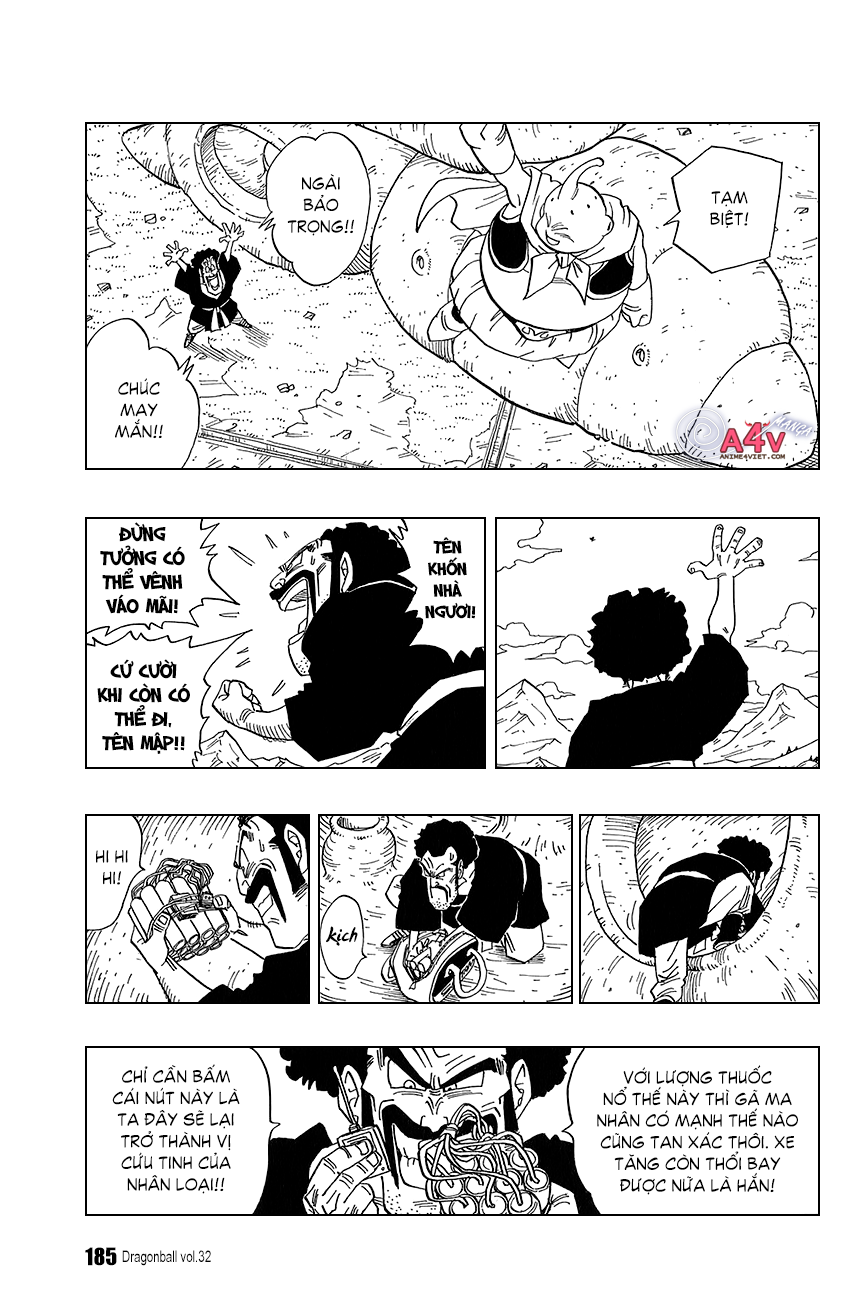 TẠM
BIỆT!
NGÀI
BẢO
TRỌNG!!
CHÚC
MAY
MẮN!!
A4V
MANGA
ANIME4VIET.COM
TÊN
KHỐN
NHÀ
NGƯƠI!
ĐỪNG
TƯỞNG CÓ
THỂ VÊNH
VÁO MÃI!
CỨ CƯỜI
KHI CÒN CÓ
THỂ ĐI,
TÊN MẬP!!
kịch
HI HI
HI!
VỚI LƯỢNG THUỐC
NỔ THẾ NÀY THÌ GÃ MA
NHÂN CÓ MẠNH THẾ NÀO
CŨNG TAN XÁC THÔI. XE
TĂNG CÒN THỔI BAY
ĐƯỢC NỮA LÀ HẮN!
CHỈ CẦN BẤM
CÁI NÚT NÀY LÀ
TA ĐÂY SẼ LẠI
TRỞ THÀNH VỊ
CỨU TINH CỦA
NHÂN LOẠI!!
185 Dragonball vol.32